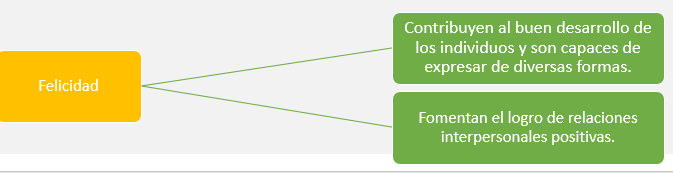 Felicidad
Contribuyen al buen desarrollo de
los individuos y son capaces de
expresar de diversas formas.
Fomentan el logro de relaciones
interpersonales positivas.